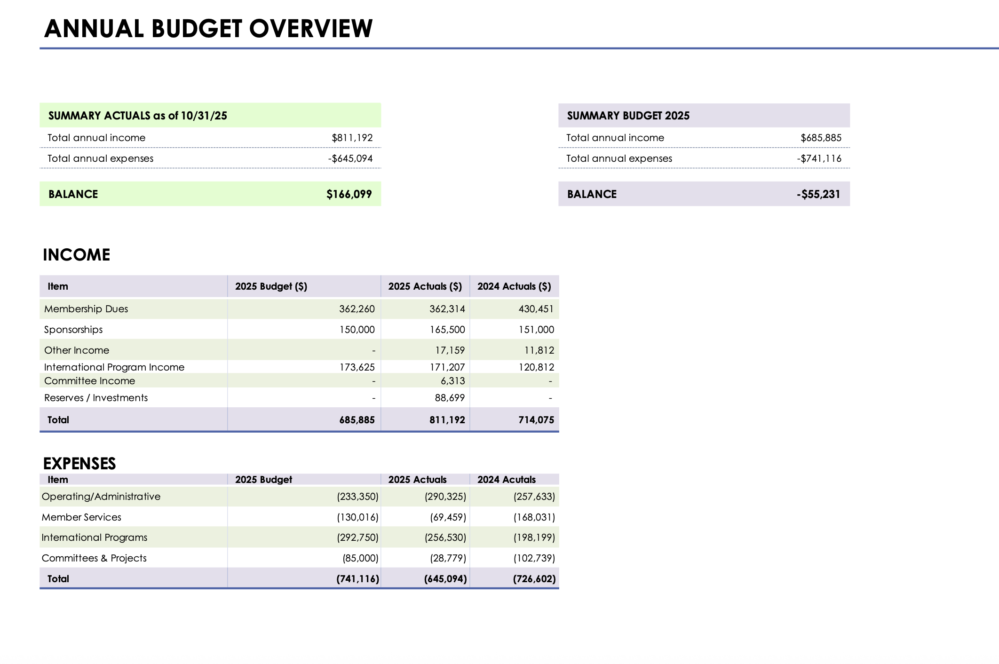 ANNUAL BUDGET OVERVIEW
SUMMARY ACTUALS as of 10/31/25
Total annual income $811,192
Total annual expenses -$645,094
BALANCE $166,099
SUMMARY BUDGET 2025
Total annual income $685,885
Total annual expenses -$741,116
BALANCE -$55,231
INCOME
Item 2025 Budget ($) 2025 Actuals ($) 2024 Actuals ($)
Membership Dues 362,260 362,314 430,451
Sponsorships 150,000 165,500 151,000
Other Income - 17,159 11,812
International Program Income 173,625 171,207 120,812
Committee Income - 6,313 -
Reserves / Investments - 88,699 -
Total 685,885 811,192 714,075
EXPENSES
Item 2025 Budget 2025 Actuals 2024 Acutals
Operating/Administrative (233,350) (290,325) (257,633)
Member Services (130,016) (69,459) (168,031)
International Programs (292,750) (256,530) (198,199)
Committees & Projects (85,000) (28,779) (102,739)
Total (741,116) (645,094) (726,602)